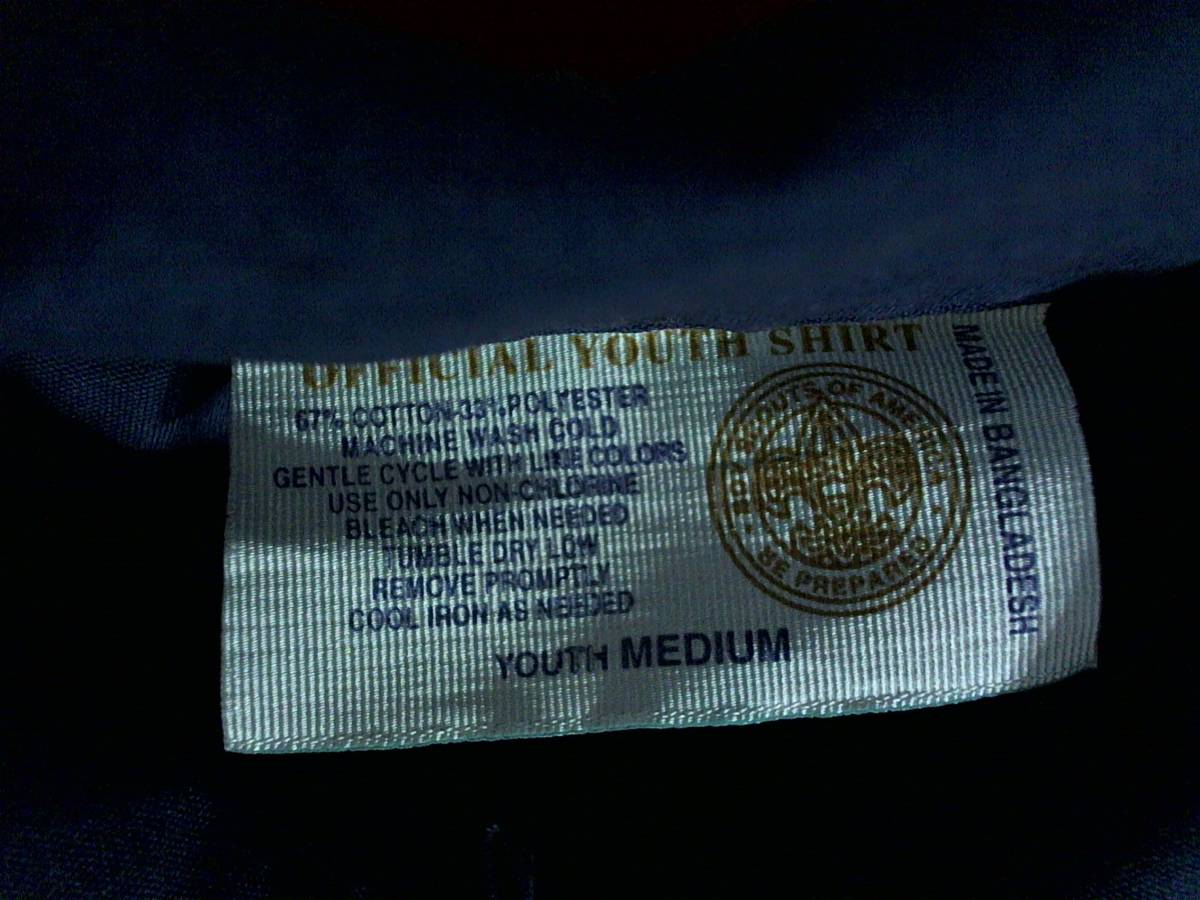 OFFICIAL YOUTH SHIRT
67% COTTON-33% POLYESTER
MACHINE WASH COLD
GENTLE CYCLE WITH LIKE COLORS
USE ONLY NON-CHLORINE
BLEACH WHEN NEEDED
TUMBLE DRY LOW
REMOVE PROMPTLY
COOL IRON AS NEEDED
YOUTH MEDIUM
BOY SCOUTS OF AMERICA
BE PREPARED
MADE IN BANGLADESH